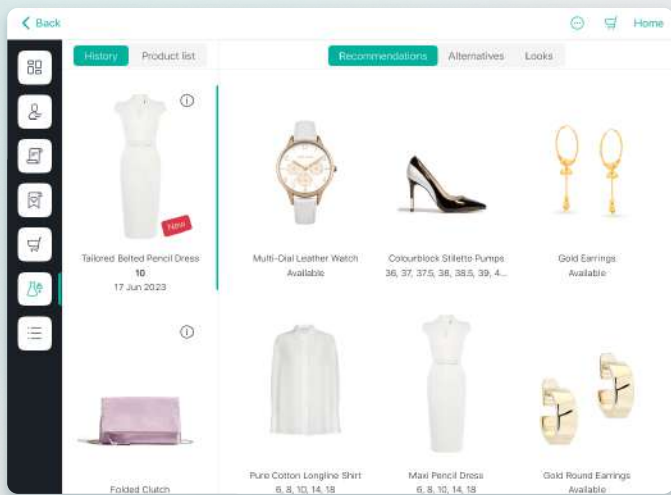 Back
Home
History
Product list
Recommendations
Alternatives
Looks
New
Tailored Belted Pencil Dress
10
17 Jun 2023
Folded Clutch
Multi-Dial Leather Watch
Available
Colourblock Stiletto Pumps
36, 37, 37.5, 38, 38.5, 39, 4...
Gold Earrings
Available
Pure Cotton Longline Shirt
6, 8, 10, 14, 18
Maxi Pencil Dress
6, 8, 10, 14, 18
Gold Round Earrings
Available